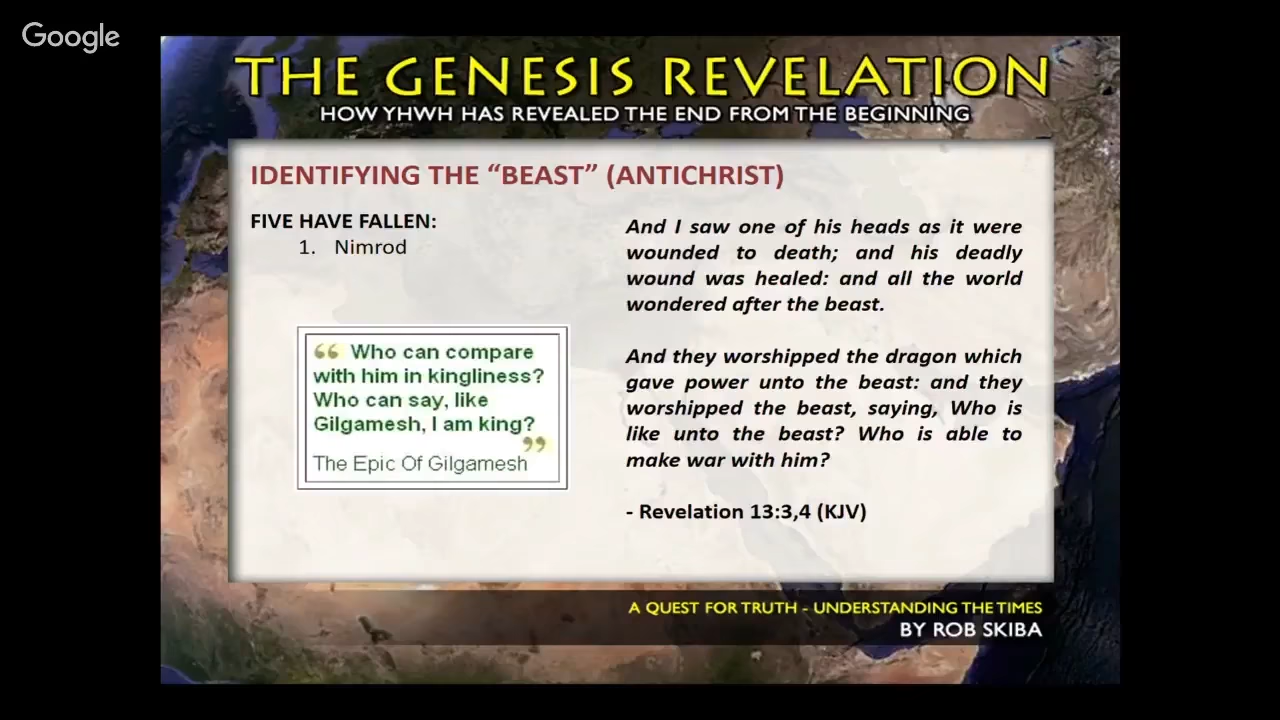 Google
THE GENESIS REVELATION
HOW YHWH HAS REVEALED THE END FROM THE BEGINNING
IDENTIFYING THE “BEAST” (ANTICHRIST)
FIVE HAVE FALLEN:
1. Nimrod
“ Who can compare
with him in kingliness?
Who can say, like
Gilgamesh, I am king?
”
The Epic Of Gilgamesh
And I saw one of his heads as it were
wounded to death; and his deadly
wound was healed: and all the world
wondered after the beast.
And they worshipped the dragon which
gave power unto the beast: and they
worshipped the beast, saying, Who is
like unto the beast? Who is able to
make war with him?
- Revelation 13:3,4 (KJV)
A QUEST FOR TRUTH - UNDERSTANDING THE TIMES
BY ROB SKIBA